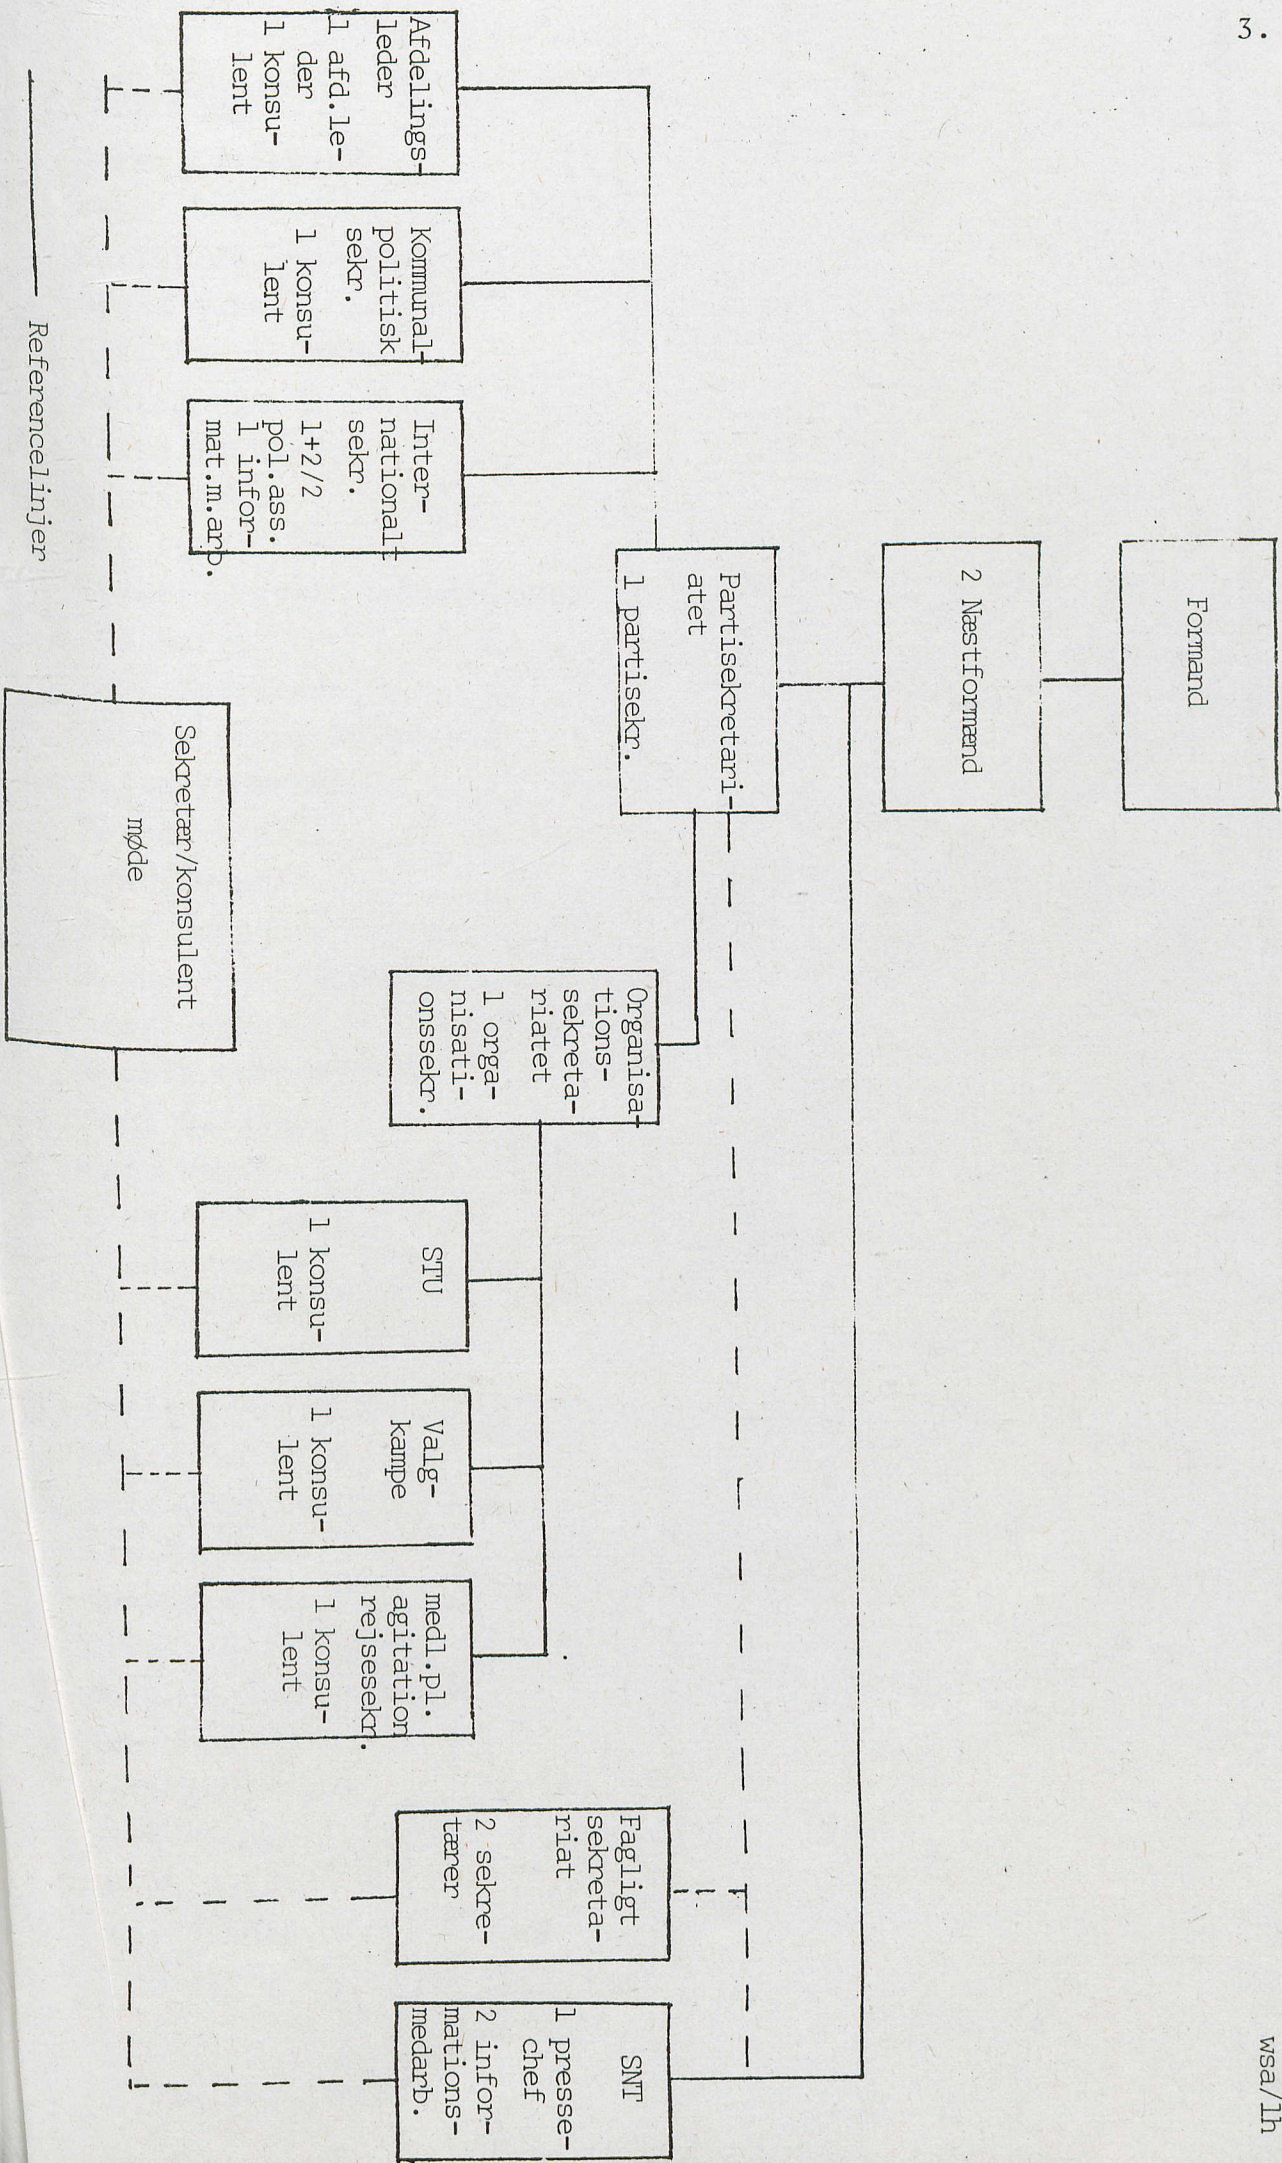 3.
wsa/lh
Formand
2 Næstformænd
Partisekretari-
atet
1 partisekr.
Afdelings-
leder
1 afd.le-
der
1 konsu-
lent
Kommunal-
politisk
sekr.
1 konsu-
lent
Inter-
national-
sekr.
1+2/2
pol.ass.
1 infor-
mat.m.arb.
Organisa-
tions-
sekreta-
riatet
1 orga-
nisati-
onssekr.
STU
1 konsu-
lent
Valg-
kampe
1 konsu-
lent
medl.pl.
agitation
rejsesekr.
1 konsu-
lent
Fagligt
sekreta-
riat
2 sekre-
tærer
SNT
1 presse-
chef
2 infor-
mations-
medarb.
Sekretær/konsulent
møde
Referencelinjer